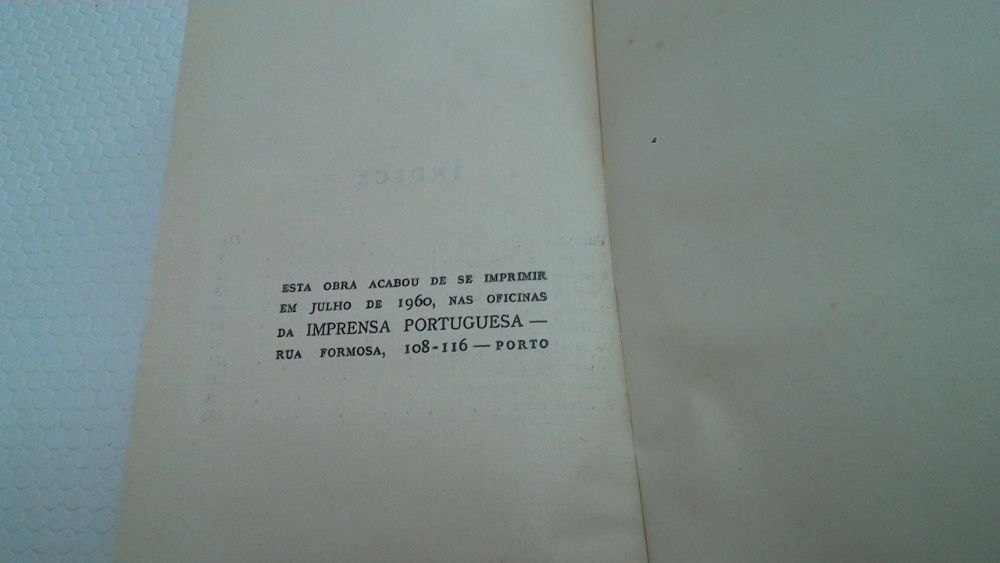 INDICE
ESTA OBRA ACABOU DE SE IMPRIMIR
EM JULHO DE 1960, NAS OFICINAS
DA IMPRENSA PORTUGUESA —
RUA FORMOSA, 108-116 — PORTO